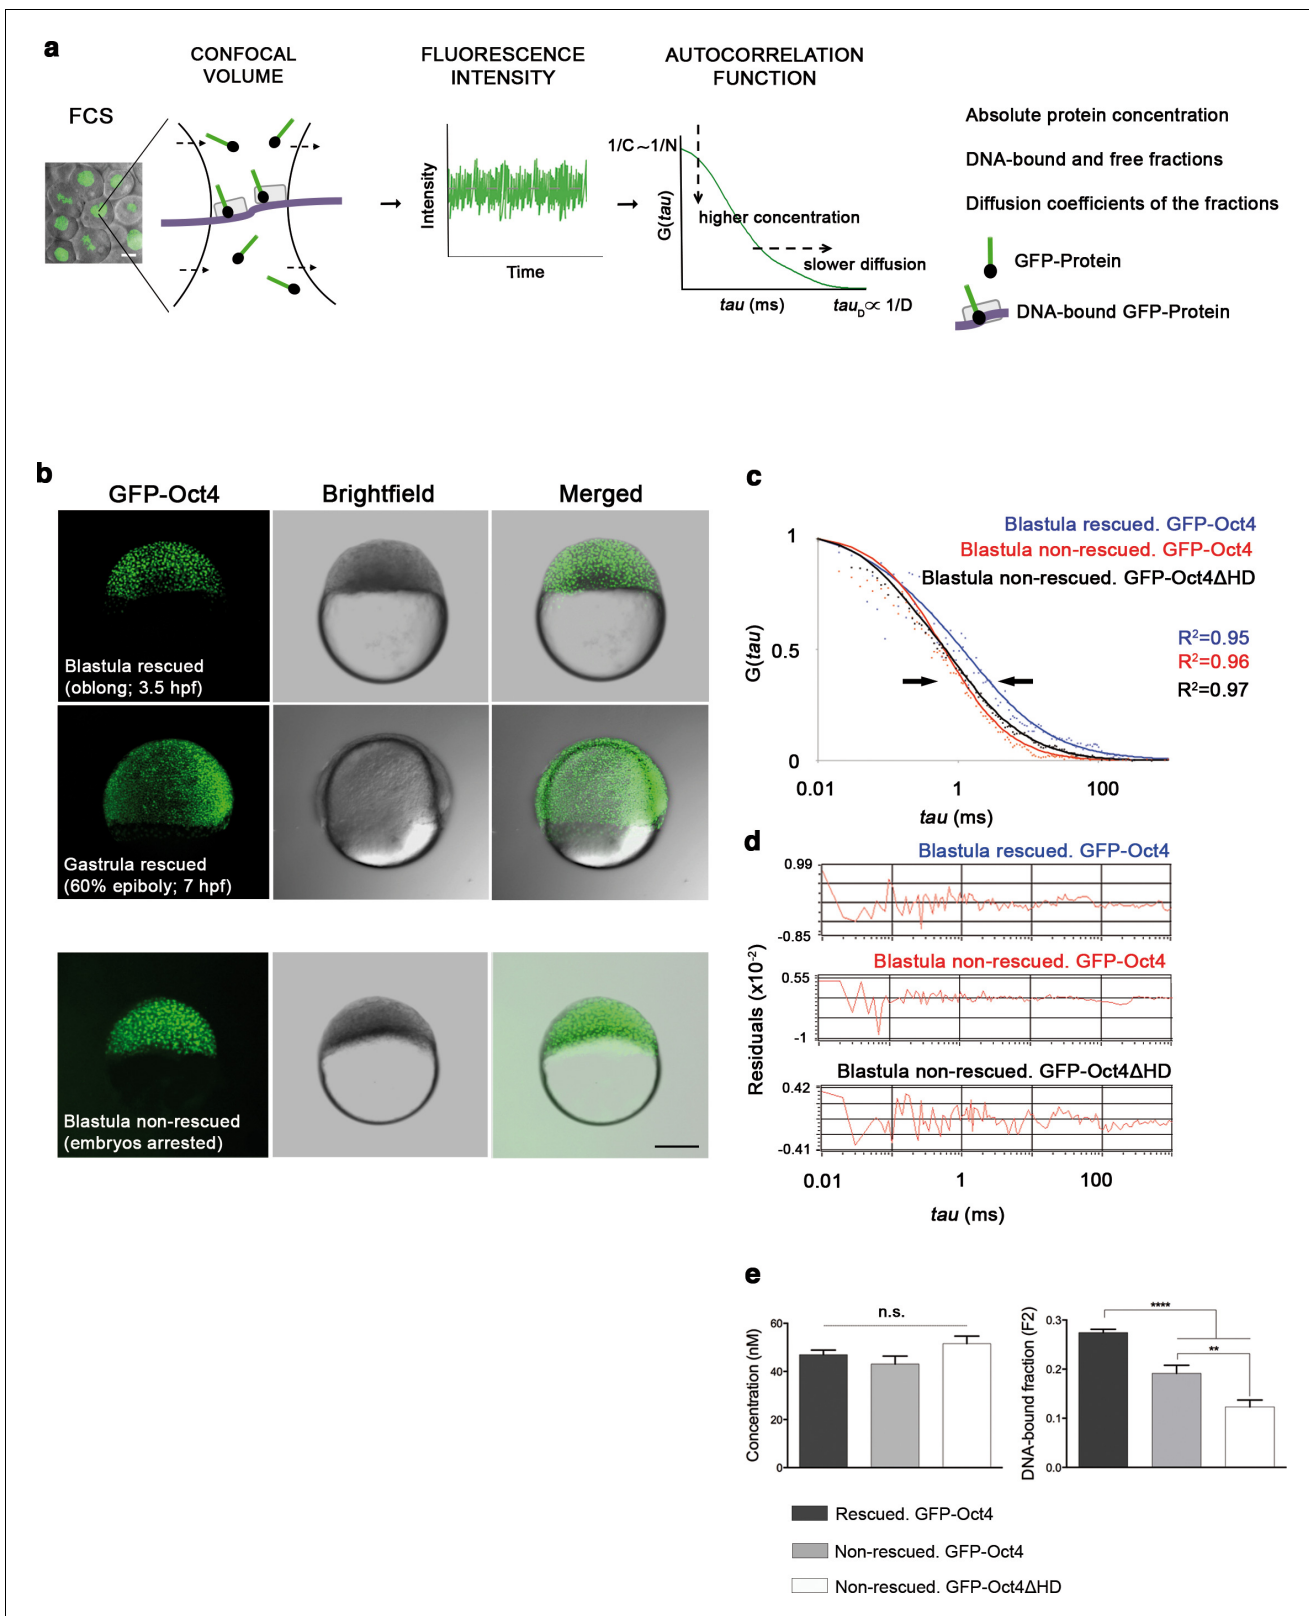 a
CONFOCAL
VOLUME
FLUORESCENCE
INTENSITY
AUTOCORRELATION
FUNCTION
FCS
Intensity
Time
1/C~1/N
G(tau)
higher concentration
slower diffusion
tau (ms)
tauD∝ 1/D
Absolute protein concentration
DNA-bound and free fractions
Diffusion coefficients of the fractions
GFP-Protein
DNA-bound GFP-Protein
b
GFP-Oct4
Brightfield
Merged
Blastula rescued
(oblong; 3.5 hpf)
Gastrula rescued
(60% epiboly; 7 hpf)
Blastula non-rescued
(embryos arrested)
c
Blastula rescued. GFP-Oct4
Blastula non-rescued. GFP-Oct4
Blastula non-rescued. GFP-Oct4ΔHD
R²=0.95
R²=0.96
R²=0.97
G(tau)
1
0.5
0
0.01
1
100
tau (ms)
d
Blastula rescued. GFP-Oct4
0.99
-0.85
Blastula non-rescued. GFP-Oct4
0.55
-1
Blastula non-rescued. GFP-Oct4ΔHD
0.42
-0.41
Residuals (x10⁻²)
0.01
1
100
tau (ms)
e
n.s.
Concentration (nM)
60
40
20
0
****
**
DNA-bound fraction (F2)
0.3
0.2
0.1
0.0
Rescued. GFP-Oct4
Non-rescued. GFP-Oct4
Non-rescued. GFP-Oct4ΔHD